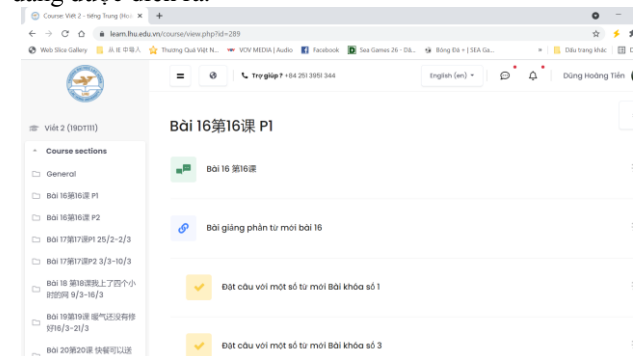 Course: Viết 2 - tiếng Trung (Học
learn.lhu.edu.vn/course/view.php?id=289
Web Slice Gallery
Thương Quá Việt N...
VOV MEDIA | Audio
Facebook
Sea Games 26 - Dà...
Bóng Đá + | SEA Ga...
»
Dấu trang khác
Trợ giúp ? +84 251 3951 344
English (en)
Dũng Hoàng Tiến
Viết 2 (19DT111)
Bài 16第16课 P1
Course sections
General
Bài 16 第16课
Bài 16第16课 P1
Bài 16第16课 P2
Bài giảng phần từ mới bài 16
Bài 17第17课P1 25/2-2/3
Bài 17第17课P2 3/3-10/3
Bài 18 第18课我上了四个小
时的网 9/3-16/3
Đặt câu với một số từ mới Bài khóa số 1
Bài 19第19课 暖气还没有修
好16/3-21/3
Đặt câu với một số từ mới Bài khóa số 3
Bài 20第20课 快餐可以送